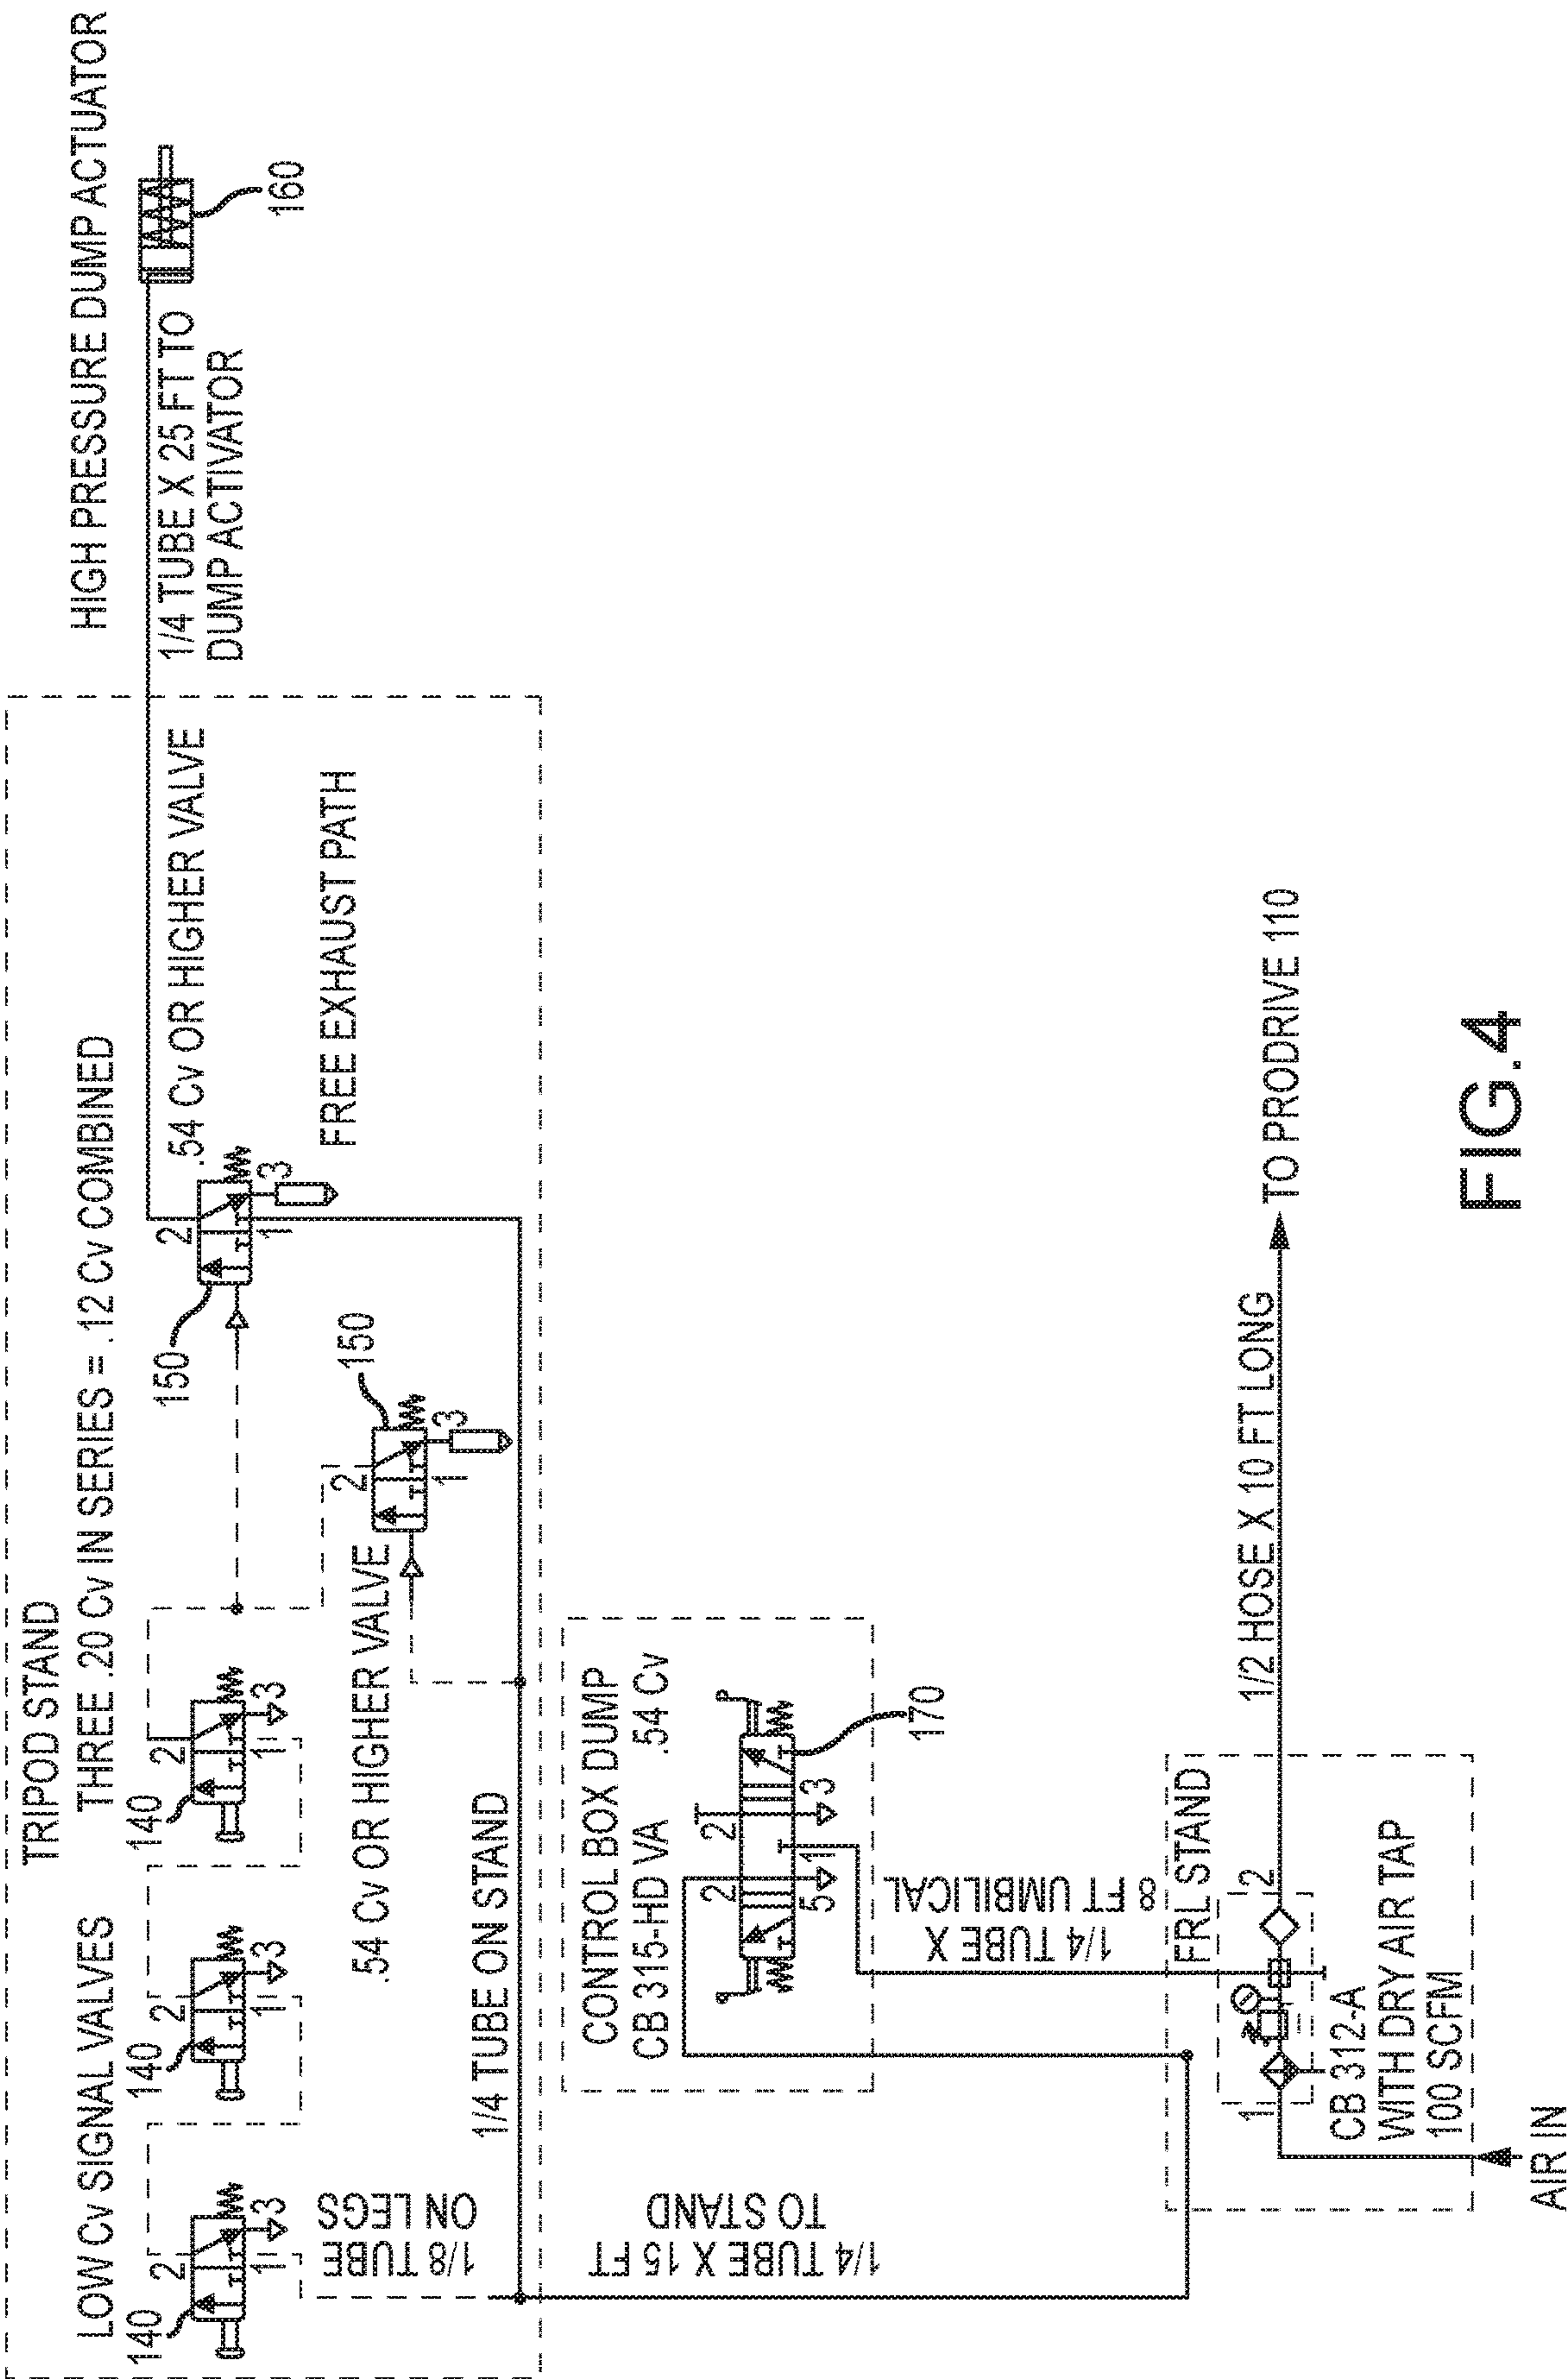 TRIPOD STAND
LOW Cv SIGNAL VALVES
THREE .20 Cv IN SERIES = .12 Cv COMBINED
HIGH PRESSURE DUMP ACTUATOR
140
2
1
3
140
2
1
3
140
2
1
3
150
2
1
3
.54 Cv OR HIGHER VALVE
1/4 TUBE X 25 FT TO
DUMP ACTIVATOR
160
FREE EXHAUST PATH
150
2
1
3
.54 Cv OR HIGHER VALVE
1/8 TUBE
ON LEGS
1/4 TUBE ON STAND
CONTROL BOX DUMP
CB 315-HD VA .54 Cv
2
2
5
1
3
170
1/4 TUBE X 15 FT
TO STAND
1/4 TUBE X
8 FT UMBILICAL
FRL STAND
1
2
CB 312-A
WITH DRY AIR TAP
100 SCFM
AIR IN
1/2 HOSE X 10 FT LONG
TO PRODRIVE 110
FIG.4